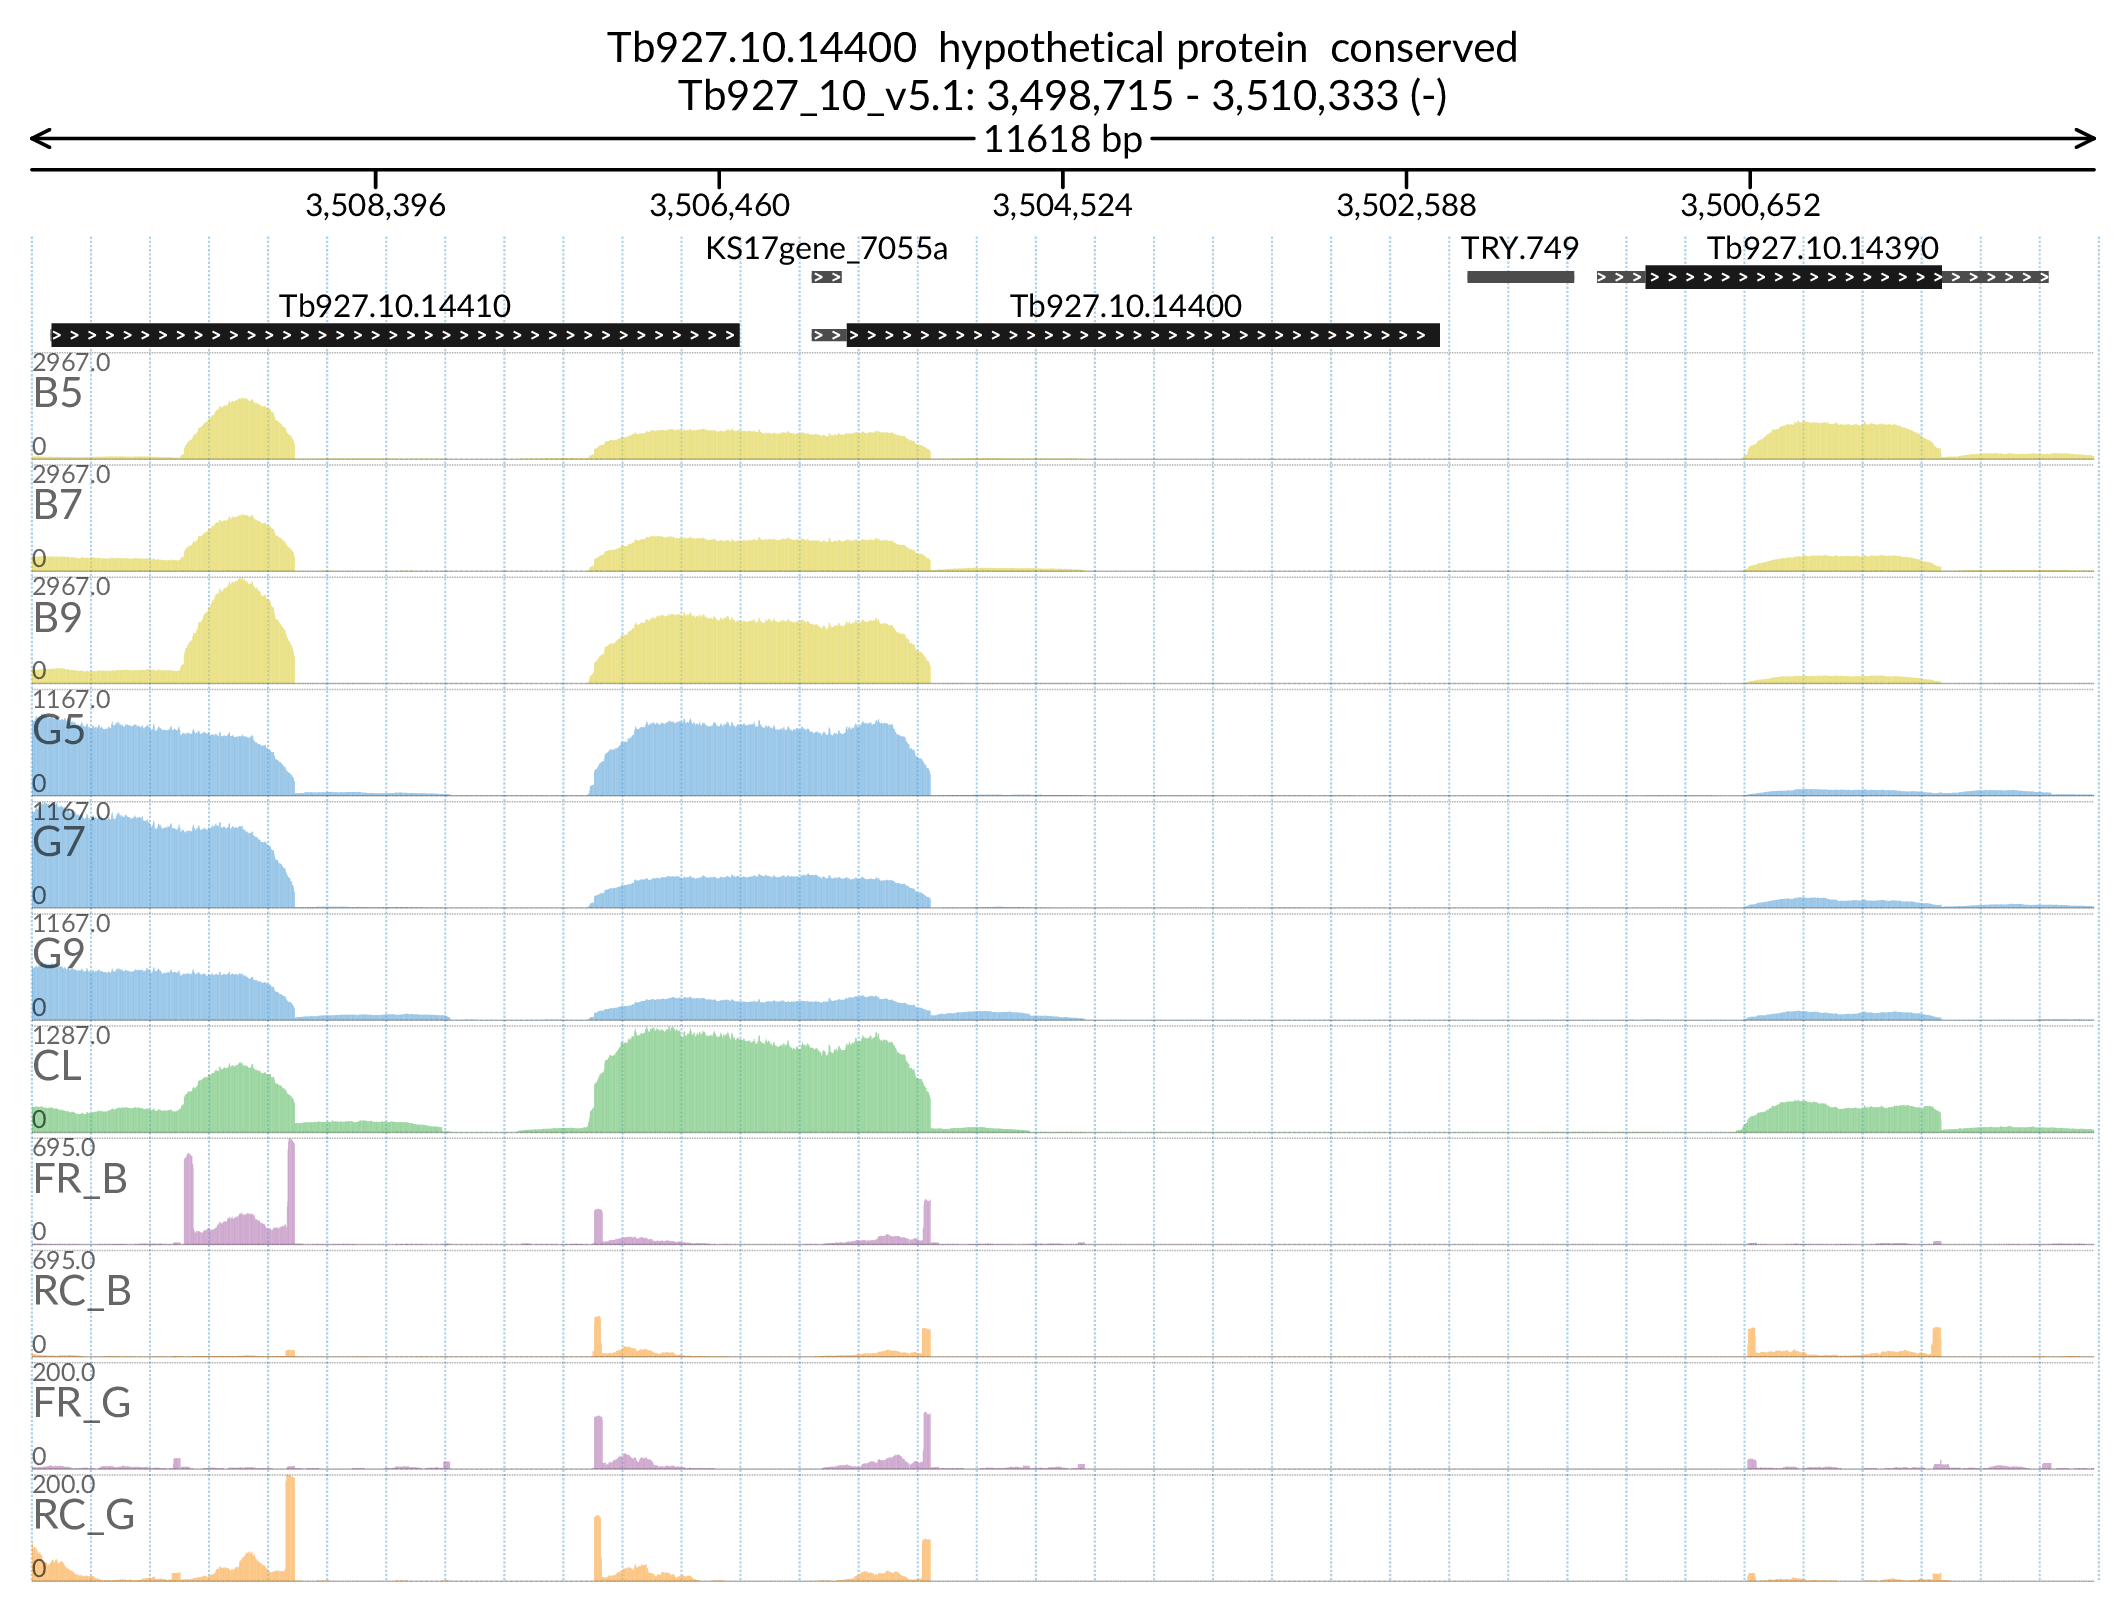 Tb927.10.14400 hypothetical protein conserved
Tb927_10_v5.1: 3,498,715 - 3,510,333 (-)
11618 bp
3,508,396 3,506,460 3,504,524 3,502,588 3,500,652
KS17gene_7055a TRY.749 Tb927.10.14390
Tb927.10.14410 Tb927.10.14400
2967.0
B5
0
2967.0
B7
0
2967.0
B9
0
1167.0
G5
0
1167.0
G7
0
1167.0
G9
0
1287.0
CL
0
695.0
FR_B
0
695.0
RC_B
0
200.0
FR_G
0
200.0
RC_G
0